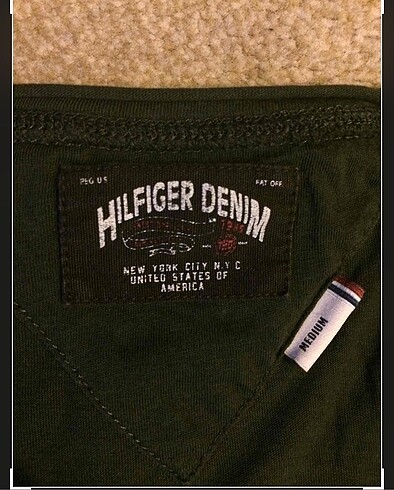 REG U.S PAT OFF.
HILFIGER DENIM
NEW YORK CITY N.Y C
UNITED STATES OF
AMERICA
MEDIUM